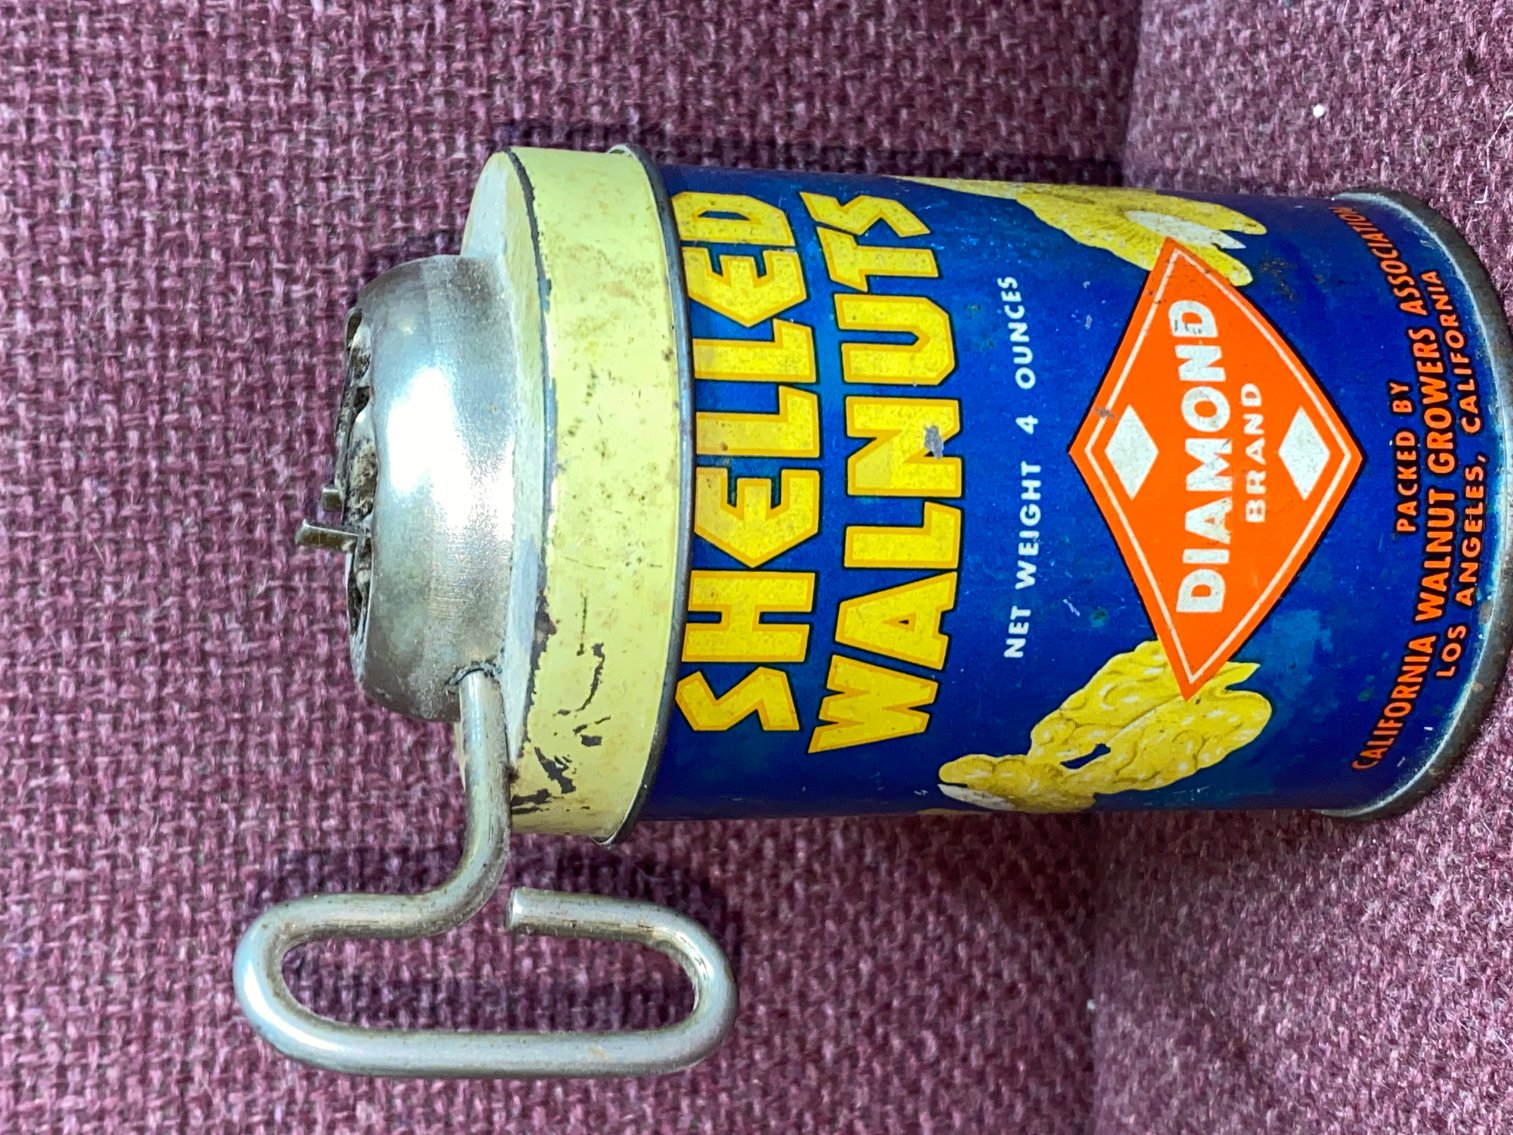 SHELLED
WALNUTS
NET WEIGHT 4 OUNCES
DIAMOND
BRAND
PACKED BY
CALIFORNIA WALNUT GROWERS ASSOCIATION
LOS ANGELES, CALIFORNIA